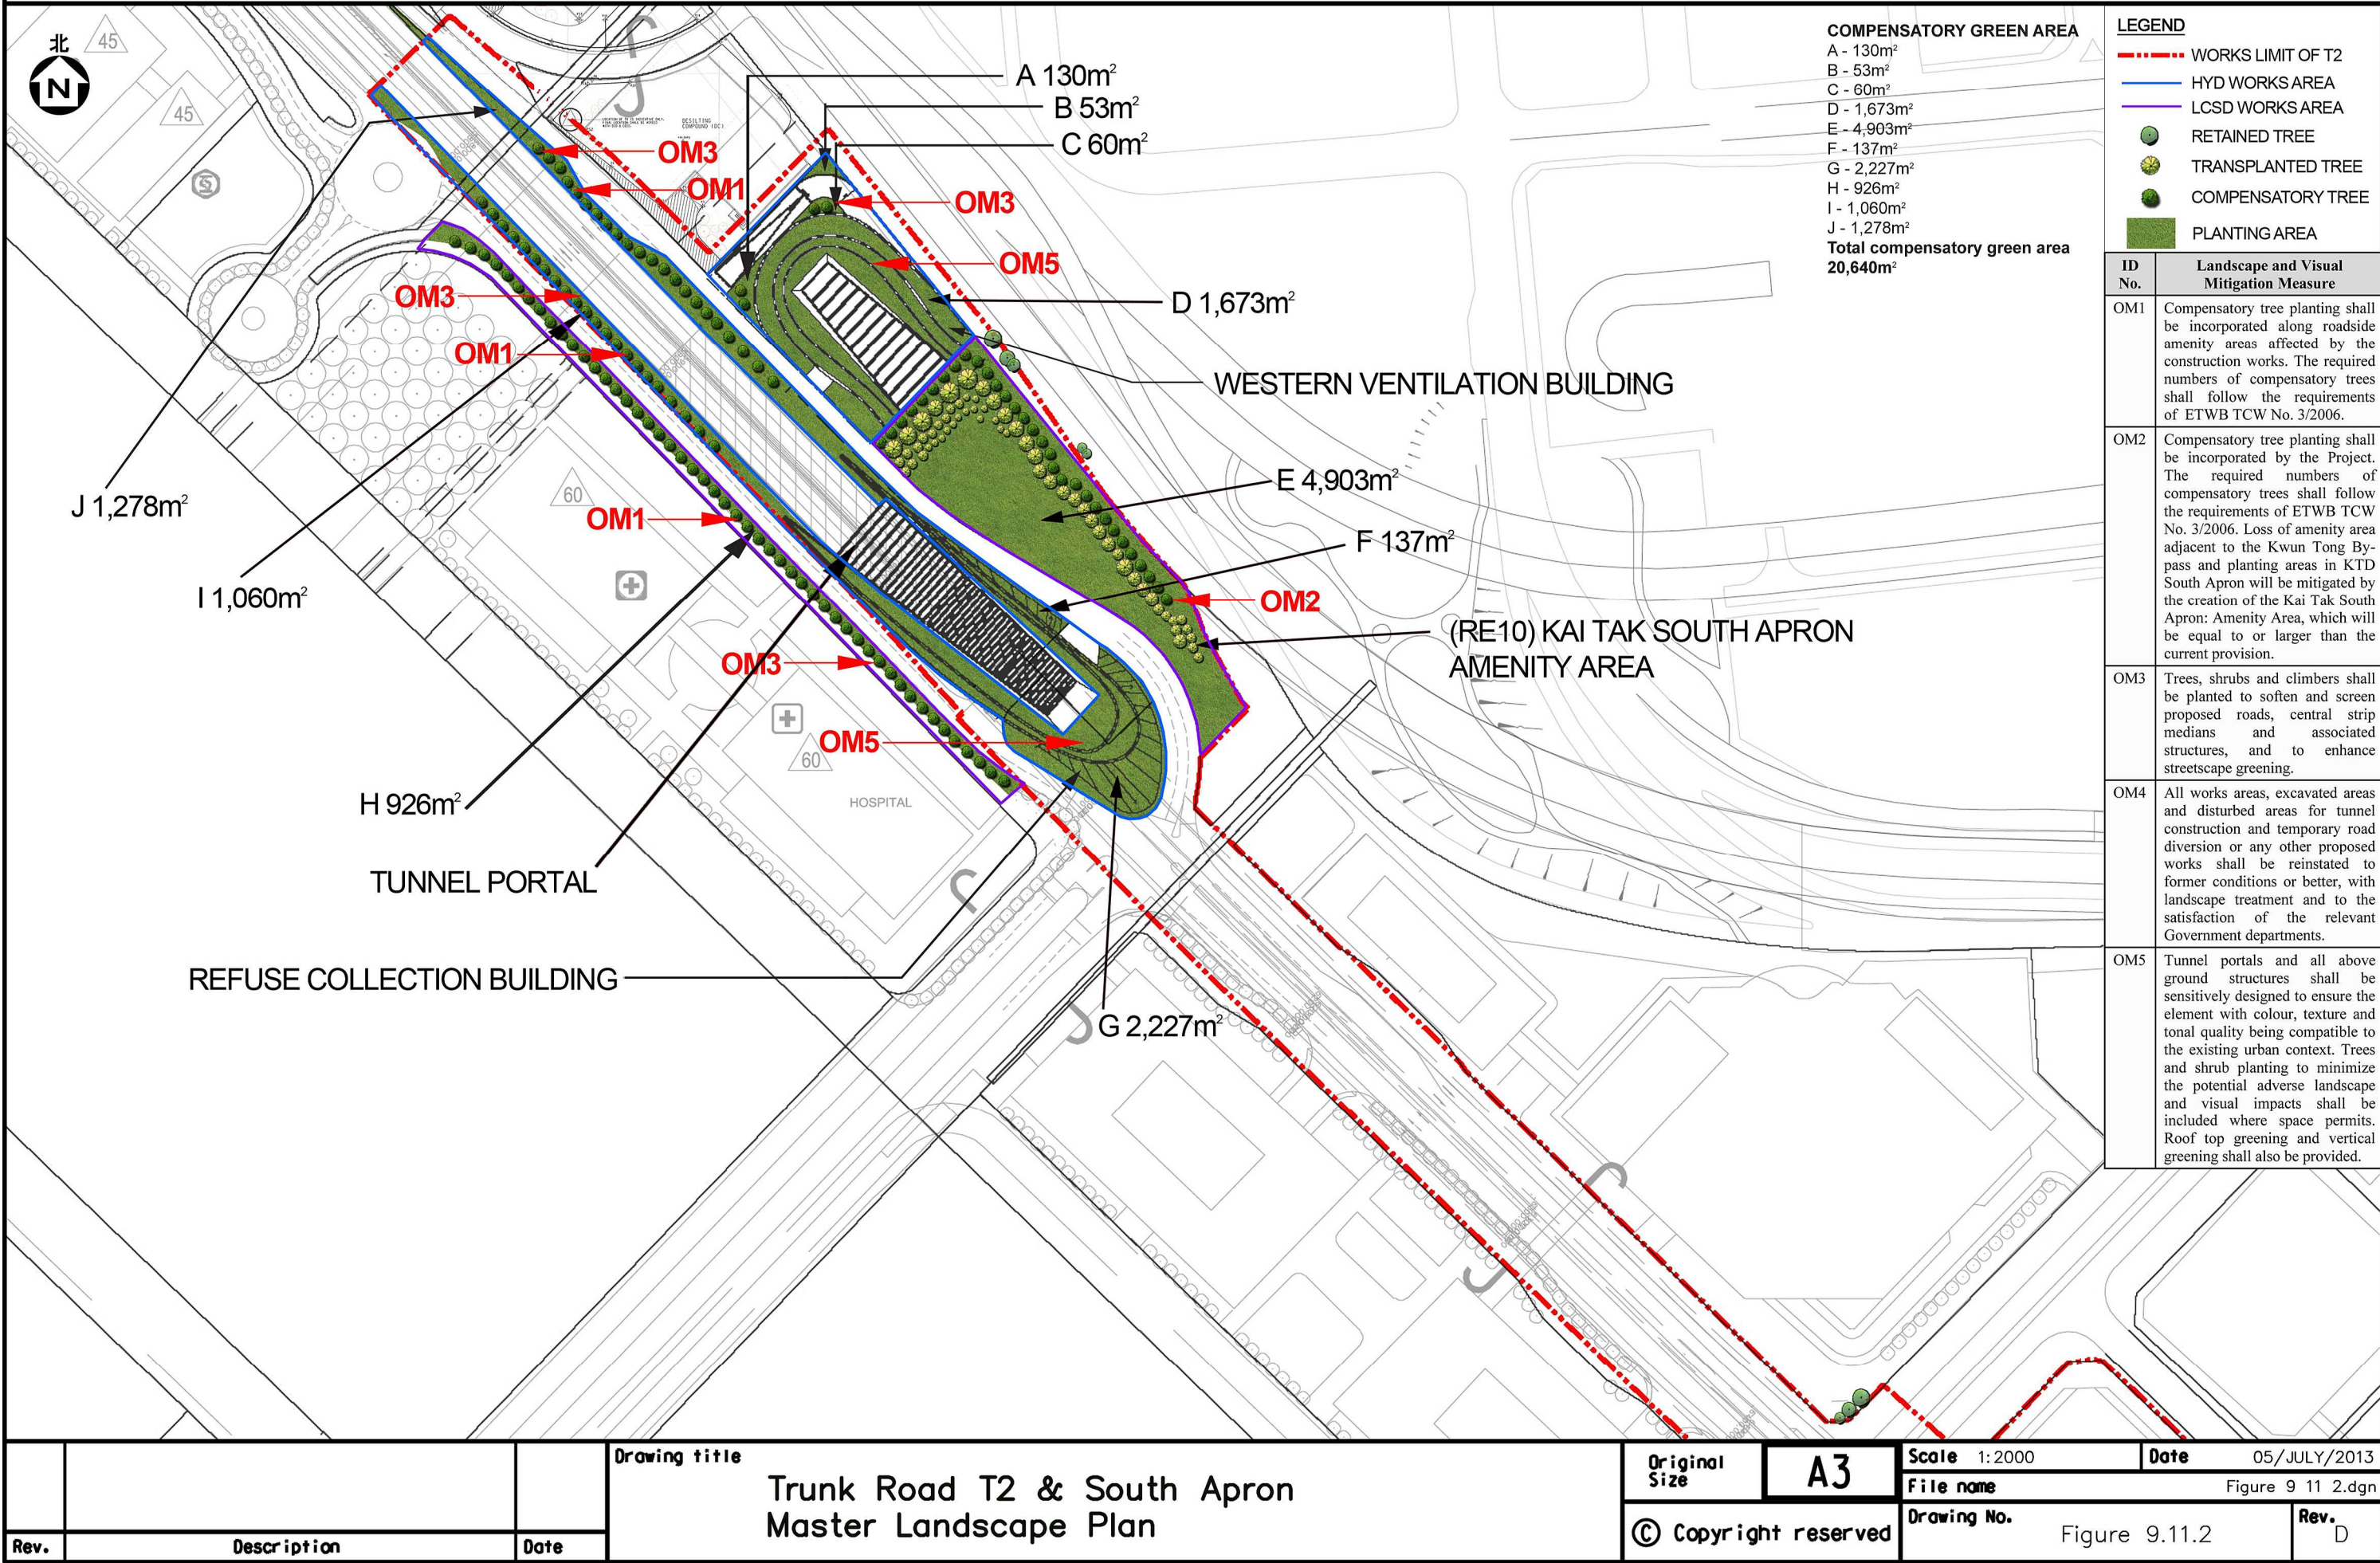 北
N
45
45
A 130m²
B 53m²
C 60m²
OM3
OM1
OM3
OM5
OM3
D 1,673m²
OM1
WESTERN VENTILATION BUILDING
J 1,278m²
60
OM1
E 4,903m²
F 137m²
I 1,060m²
OM2
(RE10) KAI TAK SOUTH APRON
AMENITY AREA
OM3
OM5
60
H 926m²
HOSPITAL
TUNNEL PORTAL
REFUSE COLLECTION BUILDING
G 2,227m²
DESILTING
COMPOUND (DC)
COMPENSATORY GREEN AREA
A - 130m²
B - 53m²
C - 60m²
D - 1,673m²
E - 4,903m²
F - 137m²
G - 2,227m²
H - 926m²
I - 1,060m²
J - 1,278m²
Total compensatory green area
20,640m²
LEGEND
WORKS LIMIT OF T2
HYD WORKS AREA
LCSD WORKS AREA
RETAINED TREE
TRANSPLANTED TREE
COMPENSATORY TREE
PLANTING AREA
ID No. Landscape and Visual Mitigation Measure
OM1 Compensatory tree planting shall
be incorporated along roadside
amenity areas affected by the
construction works. The required
numbers of compensatory trees
shall follow the requirements
of ETWB TCW No. 3/2006.
OM2 Compensatory tree planting shall
be incorporated by the Project.
The required numbers of
compensatory trees shall follow
the requirements of ETWB TCW
No. 3/2006. Loss of amenity area
adjacent to the Kwun Tong By-
pass and planting areas in KTD
South Apron will be mitigated by
the creation of the Kai Tak South
Apron: Amenity Area, which will
be equal to or larger than the
current provision.
OM3 Trees, shrubs and climbers shall
be planted to soften and screen
proposed roads, central strip
medians and associated
structures, and to enhance
streetscape greening.
OM4 All works areas, excavated areas
and disturbed areas for tunnel
construction and temporary road
diversion or any other proposed
works shall be reinstated to
former conditions or better, with
landscape treatment and to the
satisfaction of the relevant
Government departments.
OM5 Tunnel portals and all above
ground structures shall be
sensitively designed to ensure the
element with colour, texture and
tonal quality being compatible to
the existing urban context. Trees
and shrub planting to minimize
the potential adverse landscape
and visual impacts shall be
included where space permits.
Roof top greening and vertical
greening shall also be provided.
Rev. Description Date
Drawing title
Trunk Road T2 & South Apron
Master Landscape Plan
Original Size A3
© Copyright reserved
Scale 1:2000
Date 05/JULY/2013
File name Figure 9 11 2.dgn
Drawing No. Figure 9.11.2
Rev. D